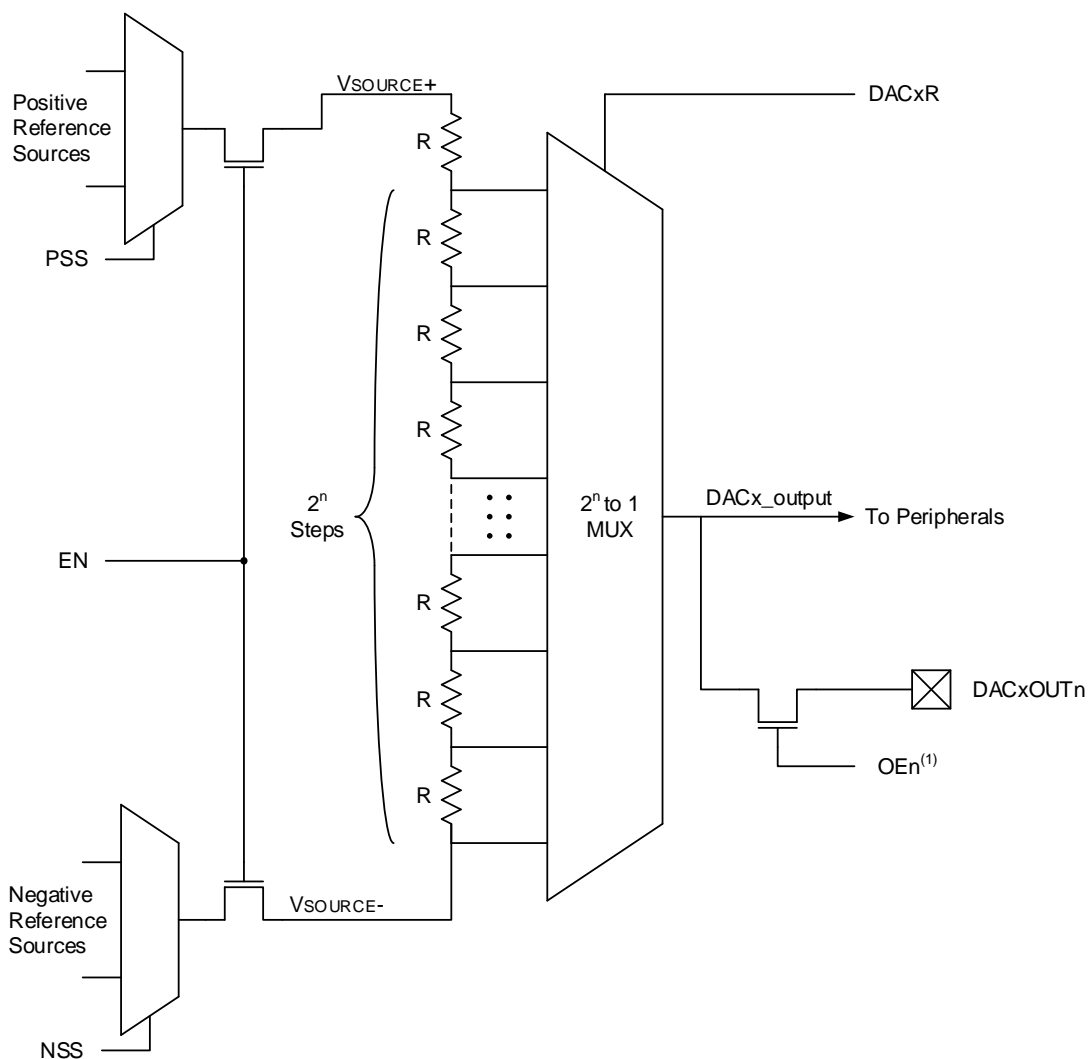 VSOURCE+
DACxR
Positive
Reference
Sources
R
R
PSS
R
R
2ⁿ
Steps
2ⁿ to 1
MUX
DACx_output
To Peripherals
EN
R
R
DACxOUTn
OEn⁽¹⁾
R
Negative
Reference
Sources
VSOURCE-
NSS